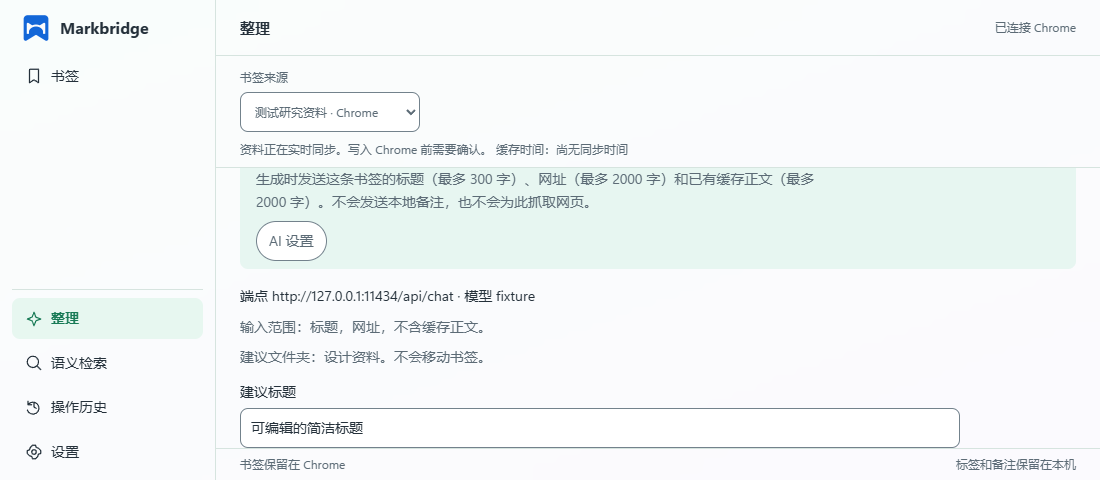 Markbridge
书签
整理
语义检索
操作历史
设置
整理
已连接 Chrome
书签来源
测试研究资料 · Chrome
资料正在实时同步。写入 Chrome 前需要确认。 缓存时间：尚无同步时间
生成时发送这条书签的标题（最多 300 字）、网址（最多 2000 字）和已有缓存正文（最多
2000 字）。不会发送本地备注，也不会为此抓取网页。
AI 设置
端点 http://127.0.0.1:11434/api/chat · 模型 fixture
输入范围：标题，网址，不含缓存正文。
建议文件夹：设计资料。不会移动书签。
建议标题
可编辑的简洁标题
书签保留在 Chrome
标签和备注保留在本机